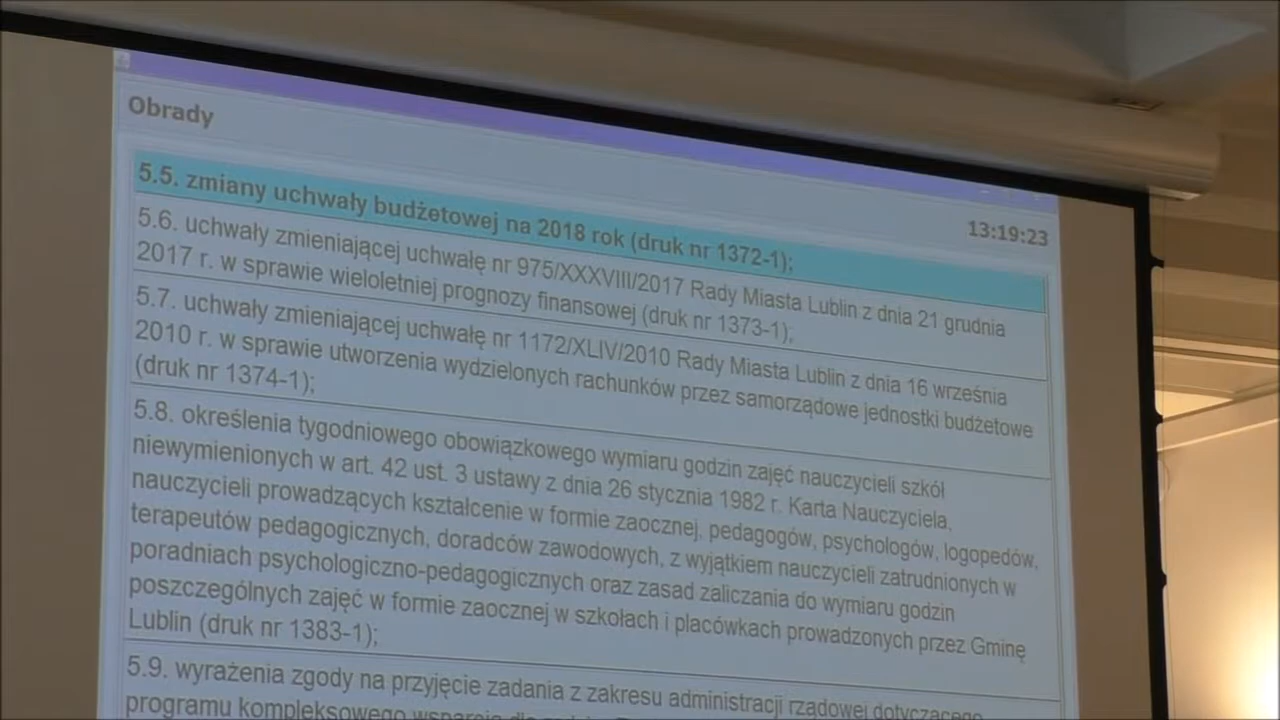 Obrady
13:19:23
5.5. zmiany uchwały budżetowej na 2018 rok (druk nr 1372-1);
5.6. uchwały zmieniającej uchwałę nr 975/XXXVIII/2017 Rady Miasta Lublin z dnia 21 grudnia
2017 r. w sprawie wieloletniej prognozy finansowej (druk nr 1373-1);
5.7. uchwały zmieniającej uchwałę nr 1172/XLIV/2010 Rady Miasta Lublin z dnia 16 września
2010 r. w sprawie utworzenia wydzielonych rachunków przez samorządowe jednostki budżetowe
(druk nr 1374-1);
5.8. określenia tygodniowego obowiązkowego wymiaru godzin zajęć nauczycieli szkół
niewymienionych w art. 42 ust. 3 ustawy z dnia 26 stycznia 1982 r. Karta Nauczyciela,
nauczycieli prowadzących kształcenie w formie zaocznej, pedagogów, psychologów, logopedów,
terapeutów pedagogicznych, doradców zawodowych, z wyjątkiem nauczycieli zatrudnionych w
poradniach psychologiczno-pedagogicznych oraz zasad zaliczania do wymiaru godzin
poszczególnych zajęć w formie zaocznej w szkołach i placówkach prowadzonych przez Gminę
Lublin (druk nr 1383-1);
5.9. wyrażenia zgody na przyjęcie zadania z zakresu administracji rządowej dotyczącego
programu kompleksowego wsparcia dla